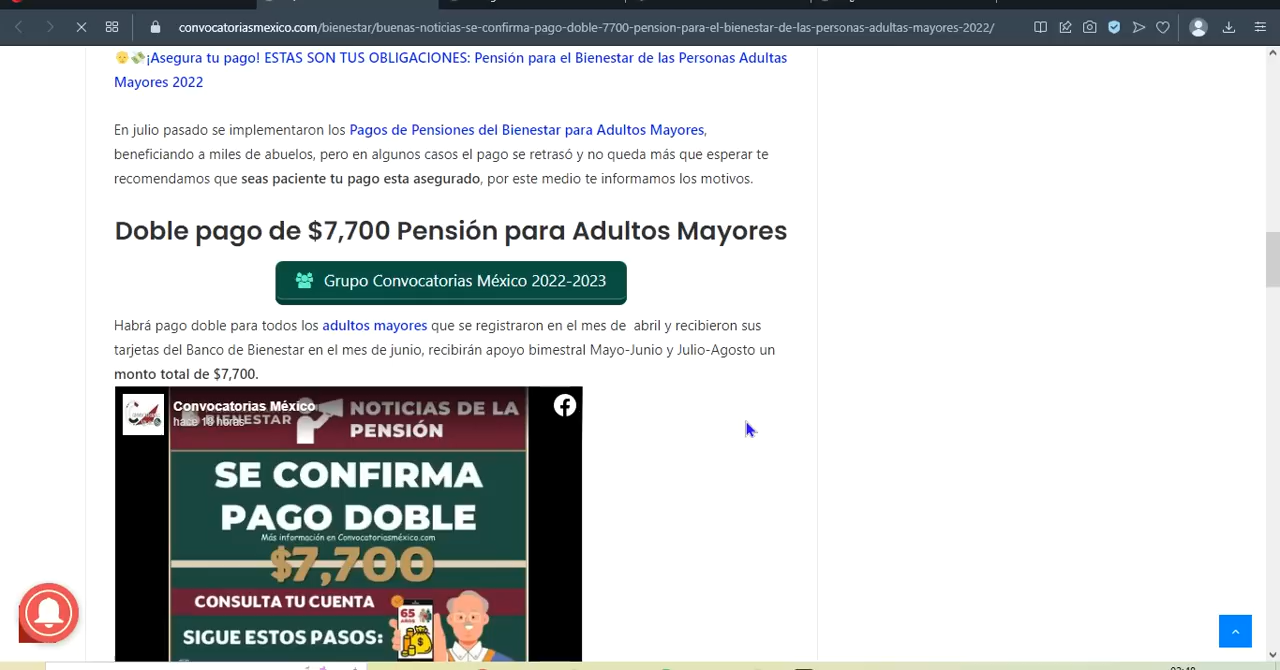 convocatoriasmexico.com/bienestar/buenas-noticias-se-confirma-pago-doble-7700-pension-para-el-bienestar-de-las-personas-adultas-mayores-2022/
¡Asegura tu pago! ESTAS SON TUS OBLIGACIONES: Pensión para el Bienestar de las Personas Adultas
Mayores 2022
En julio pasado se implementaron los Pagos de Pensiones del Bienestar para Adultos Mayores,
beneficiando a miles de abuelos, pero en algunos casos el pago se retrasó y no queda más que esperar te
recomendamos que seas paciente tu pago esta asegurado, por este medio te informamos los motivos.
Doble pago de $7,700 Pensión para Adultos Mayores
Grupo Convocatorias México 2022-2023
Habrá pago doble para todos los adultos mayores que se registraron en el mes de abril y recibieron sus
tarjetas del Banco de Bienestar en el mes de junio, recibirán apoyo bimestral Mayo-Junio y Julio-Agosto un
monto total de $7,700.
Convocatorias México
hace 10 horas
BIENESTAR
NOTICIAS DE LA
PENSIÓN
SE CONFIRMA
PAGO DOBLE
Más información en Convocatoriasméxico.com
$7,700
CONSULTA TU CUENTA
SIGUE ESTOS PASOS:
65
AÑOS